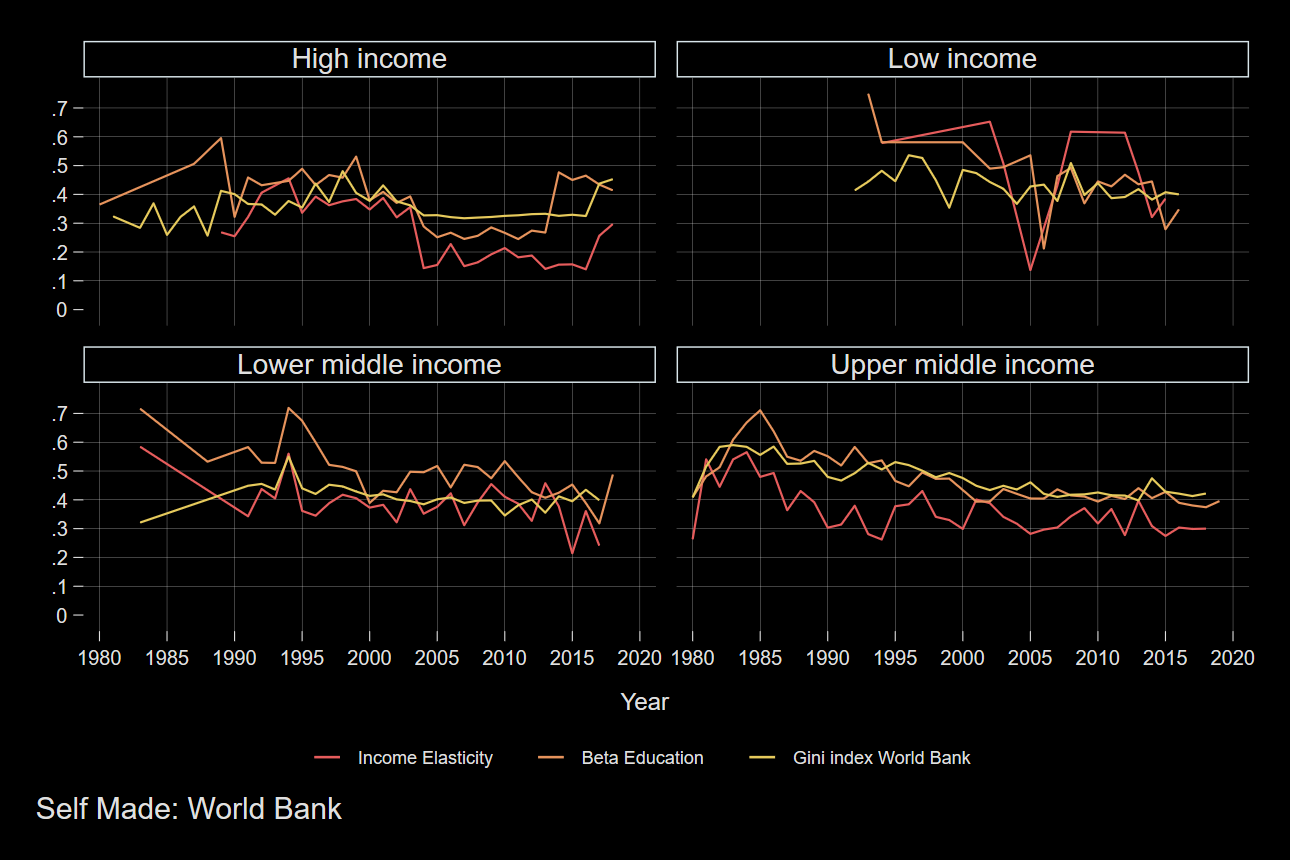 High income
Low income
.7
.6
.5
.4
.3
.2
.1
0
Lower middle income
Upper middle income
.7
.6
.5
.4
.3
.2
.1
0
1980 1985 1990 1995 2000 2005 2010 2015 2020
1980 1985 1990 1995 2000 2005 2010 2015 2020
Year
Income Elasticity
Beta Education
Gini index World Bank
Self Made: World Bank